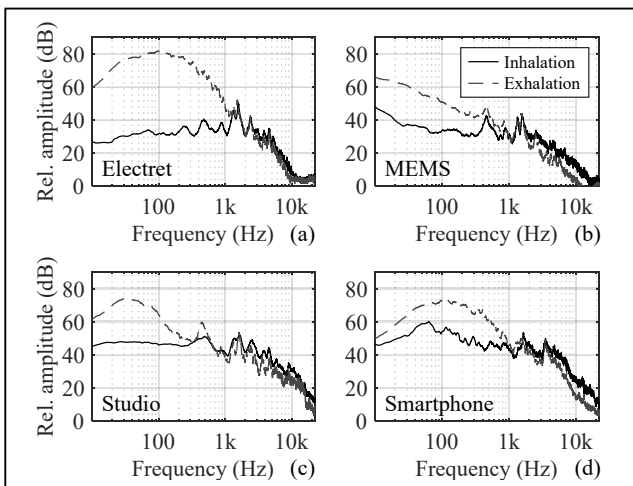 Rel. amplitude (dB)
80
60
40
20
0
Electret
100 1k 10k
Frequency (Hz) (a)
Inhalation
Exhalation
80
60
40
20
0
MEMS
100 1k 10k
Frequency (Hz) (b)
Rel. amplitude (dB)
80
60
40
20
0
Studio
100 1k 10k
Frequency (Hz) (c)
80
60
40
20
0
Smartphone
100 1k 10k
Frequency (Hz) (d)